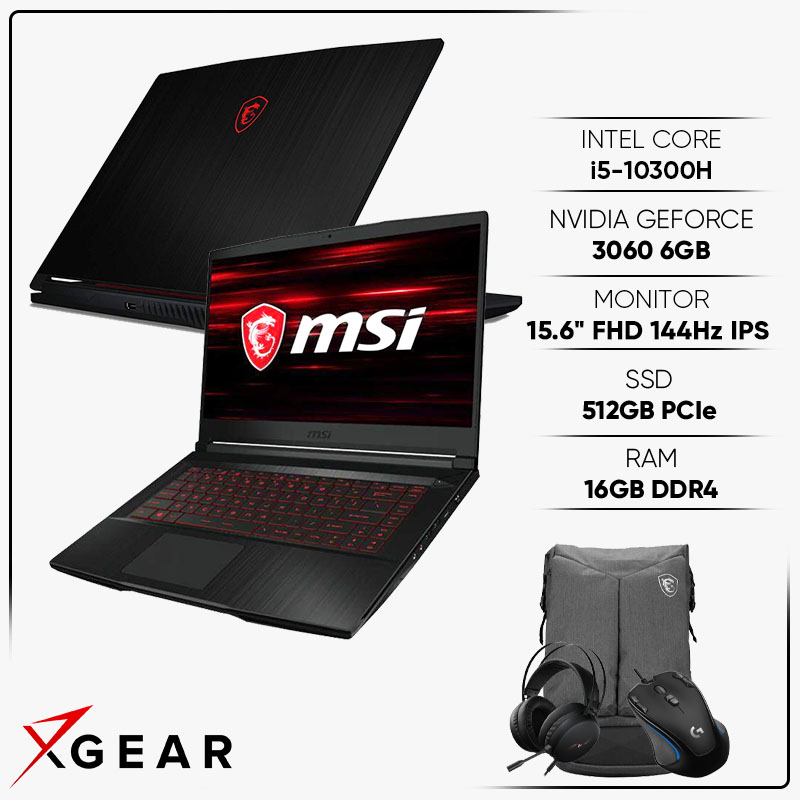 INTEL CORE
i5-10300H
NVIDIA GEFORCE
3060 6GB
MONITOR
15.6" FHD 144Hz IPS
SSD
512GB PCIe
RAM
16GB DDR4
msi
msi
G
XGEAR